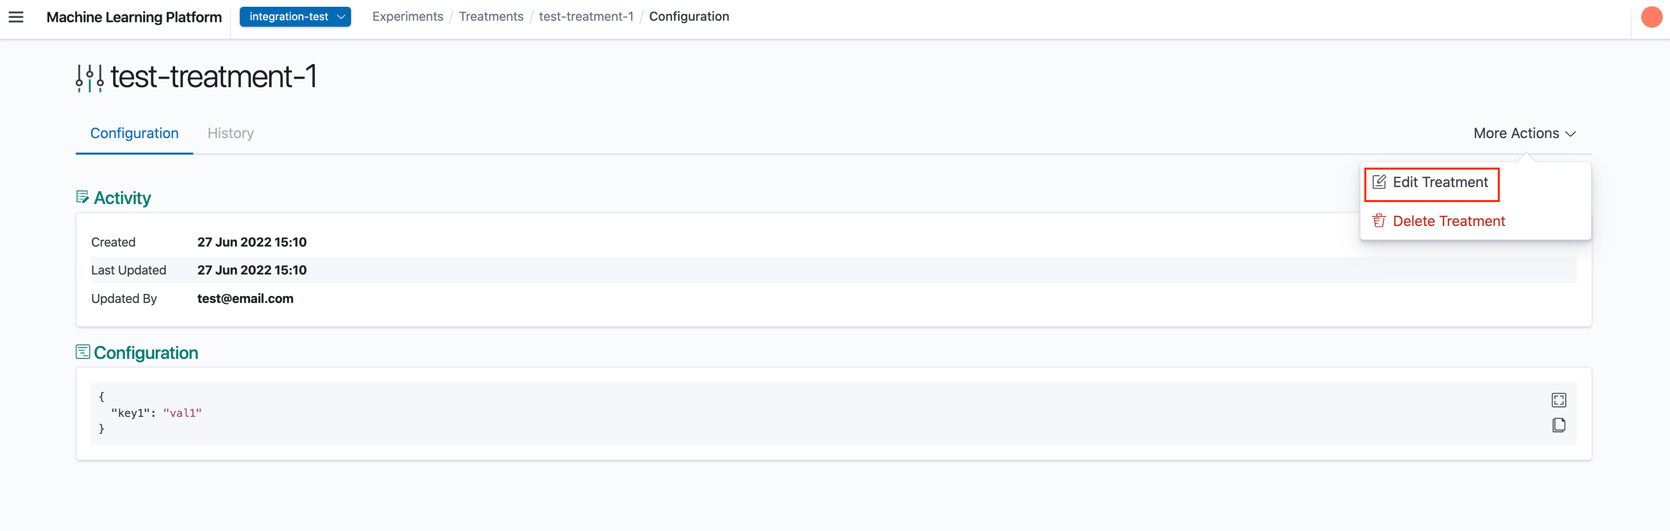 Machine Learning Platform integration-test Experiments / Treatments / test-treatment-1 / Configuration
test-treatment-1
Configuration History More Actions
Edit Treatment
Delete Treatment
Activity
Created 27 Jun 2022 15:10
Last Updated 27 Jun 2022 15:10
Updated By test@email.com
Configuration
{
"key1": "val1"
}